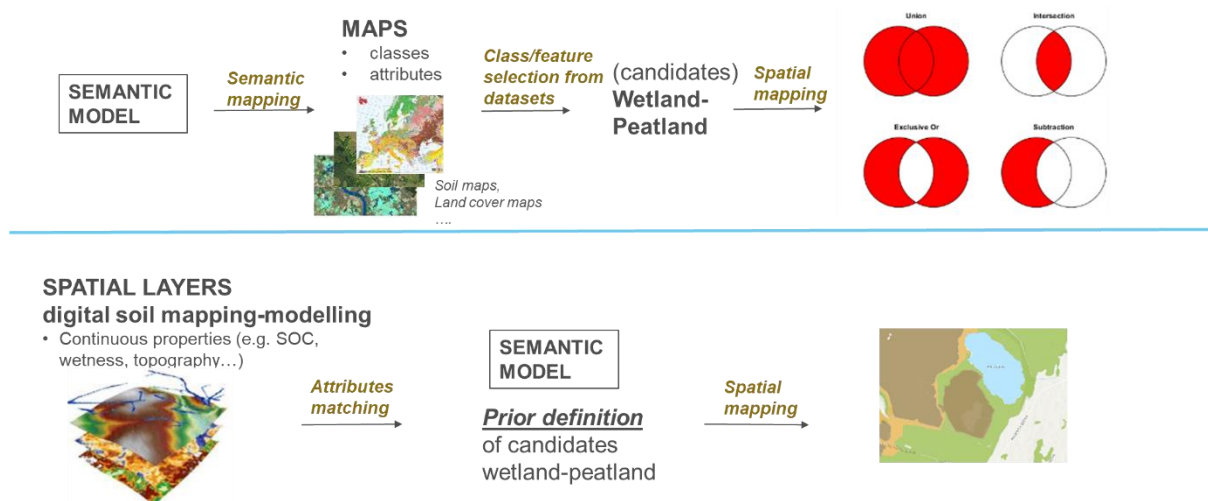 SEMANTIC
MODEL
Semantic
mapping
MAPS
• classes
• attributes
Soil maps,
Land cover maps
....
Class/feature
selection from
datasets
(candidates)
Wetland-
Peatland
Spatial
mapping
Union
Intersection
Exclusive Or
Subtraction
SPATIAL LAYERS
digital soil mapping-modelling
• Continuous properties (e.g. SOC,
wetness, topography...)
Attributes
matching
SEMANTIC
MODEL
Prior definition
of candidates
wetland-peatland
Spatial
mapping